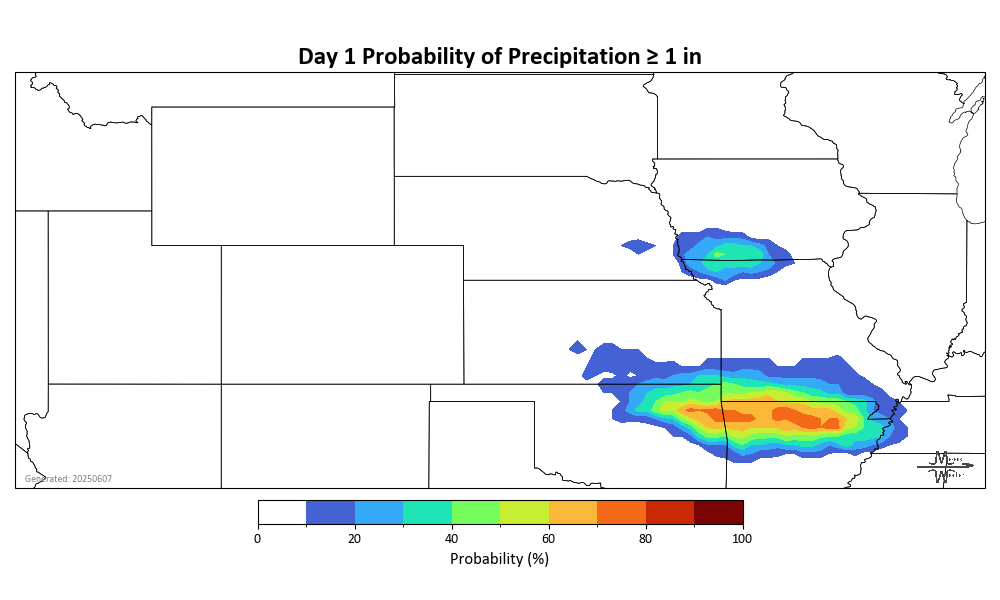 Day 1 Probability of Precipitation ≥ 1 in
Generated: 20250607
0 20 40 60 80 100
Probability (%)